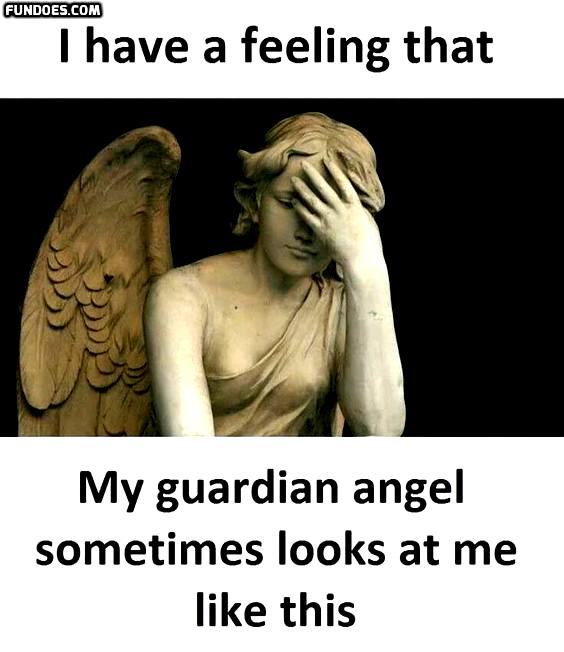 FUNDOES.COM
I have a feeling that
My guardian angel
sometimes looks at me
like this